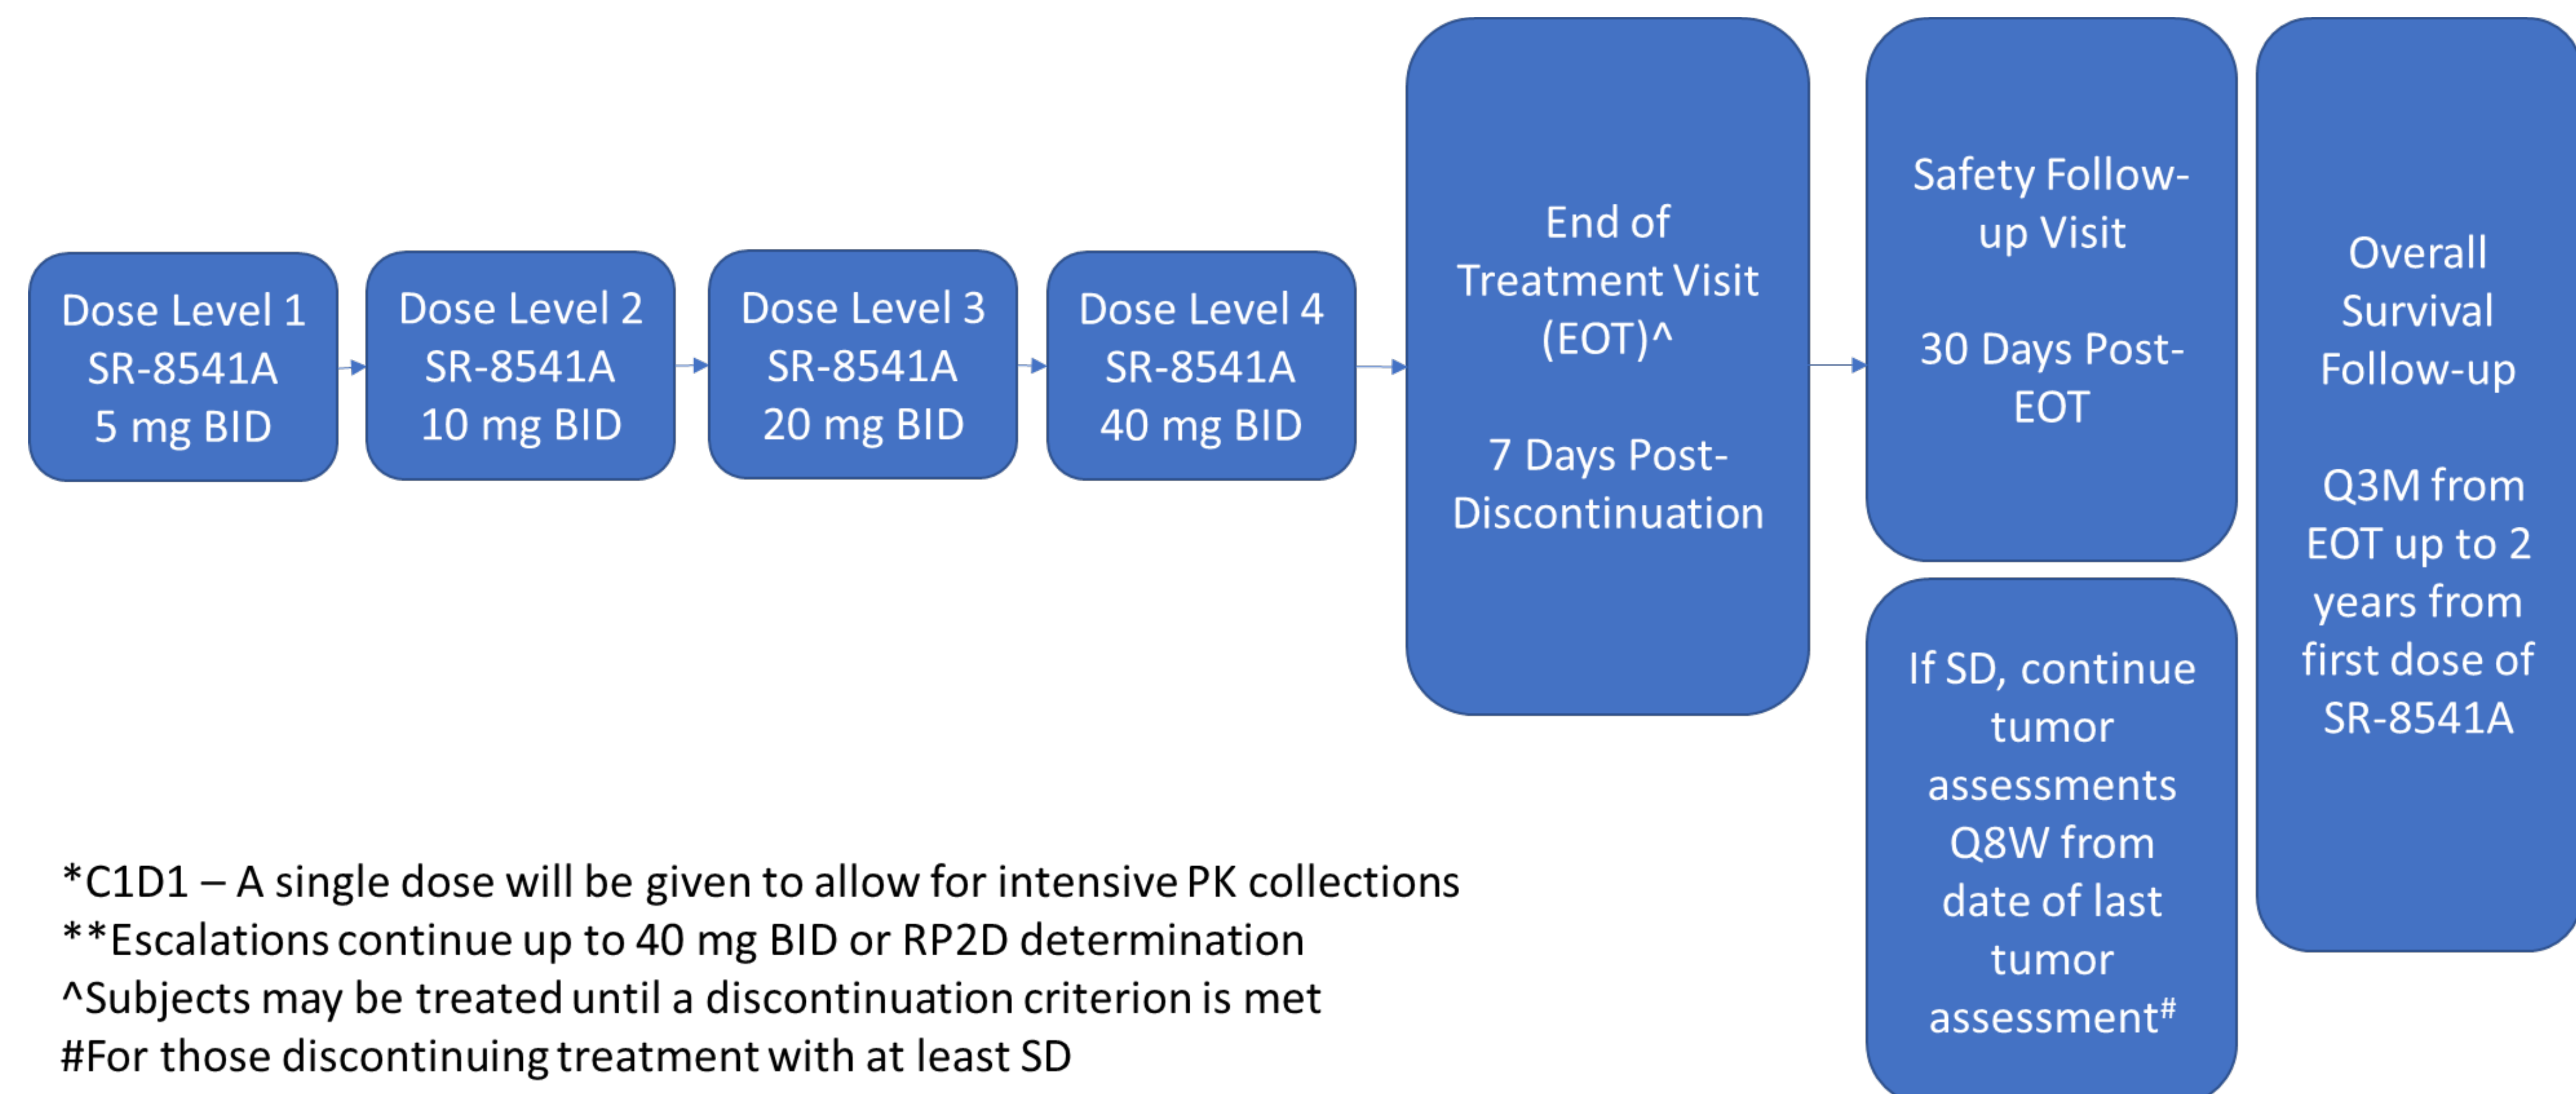 Dose Level 1
SR-8541A
5 mg BID
Dose Level 2
SR-8541A
10 mg BID
Dose Level 3
SR-8541A
20 mg BID
Dose Level 4
SR-8541A
40 mg BID
End of
Treatment Visit
(EOT)^
7 Days Post-
Discontinuation
Safety Follow-
up Visit
30 Days Post-
EOT
If SD, continue
tumor
assessments
Q8W from
date of last
tumor
assessment#
Overall
Survival
Follow-up
Q3M from
EOT up to 2
years from
first dose of
SR-8541A
*C1D1 – A single dose will be given to allow for intensive PK collections
**Escalations continue up to 40 mg BID or RP2D determination
^Subjects may be treated until a discontinuation criterion is met
#For those discontinuing treatment with at least SD